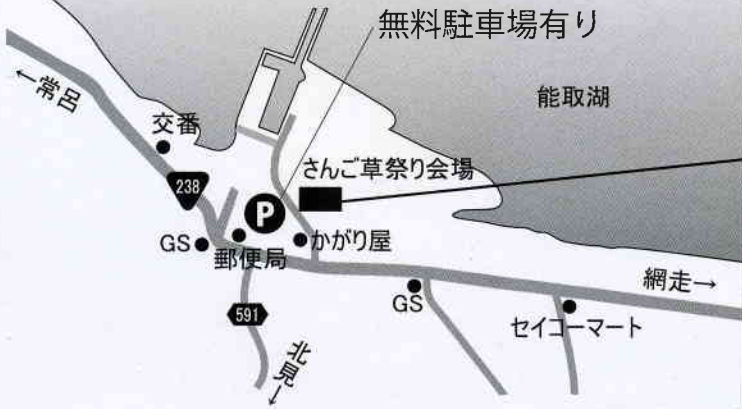 無料駐車場有り
能取湖
←常呂
交番
さんご草祭り会場
238
P
かがり屋
GS
郵便局
網走→
GS
591
セイコーマート
北見→